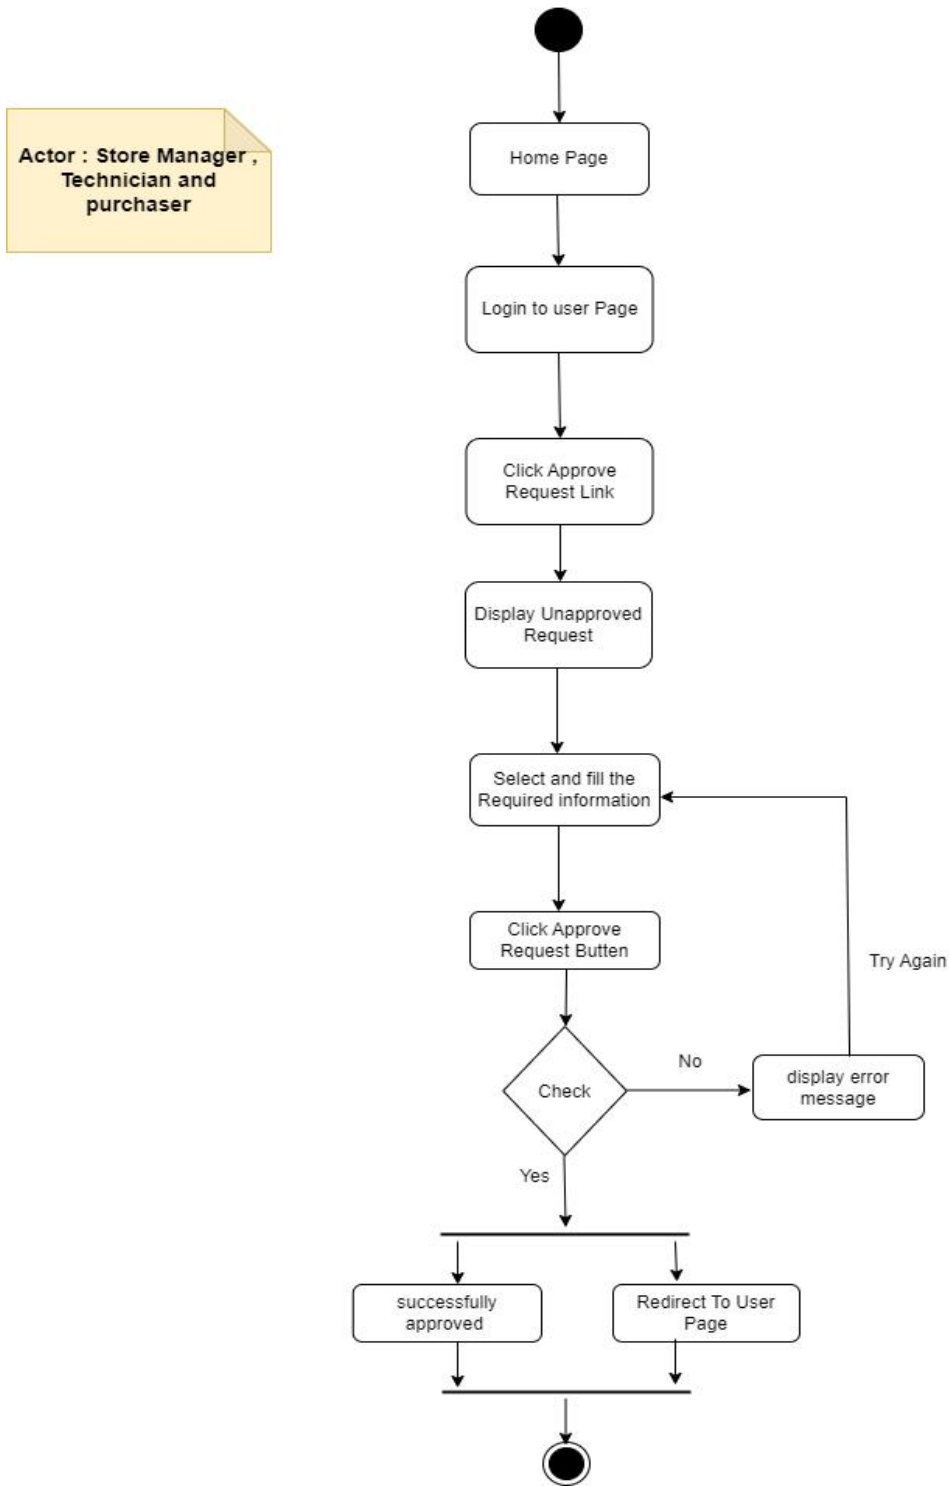 Actor : Store Manager ,
Technician and
purchaser
Home Page
Login to user Page
Click Approve
Request Link
Display Unapproved
Request
Select and fill the
Required information
Click Approve
Request Butten
Try Again
Check
No
display error
message
Yes
successfully
approved
Redirect To User
Page